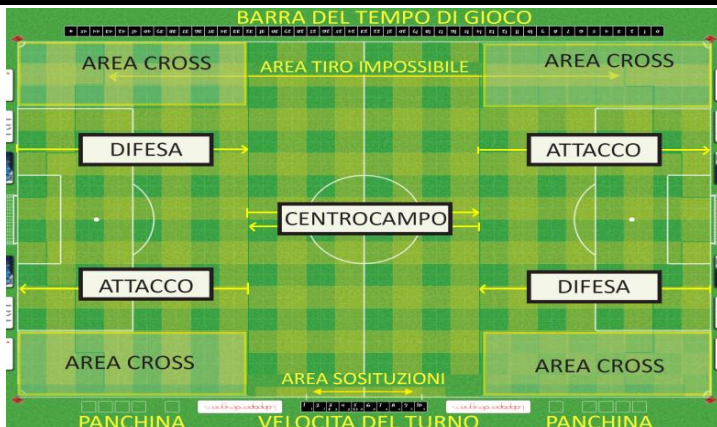 BARRA DEL TEMPO DI GIOCO
AREA CROSS
AREA TIRO IMPOSSIBILE
AREA CROSS
DIFESA
ATTACCO
CENTROCAMPO
ATTACCO
DIFESA
AREA CROSS
AREA SOSITUZIONI
AREA CROSS
PANCHINA
VELOCITA DEL TURNO
PANCHINA